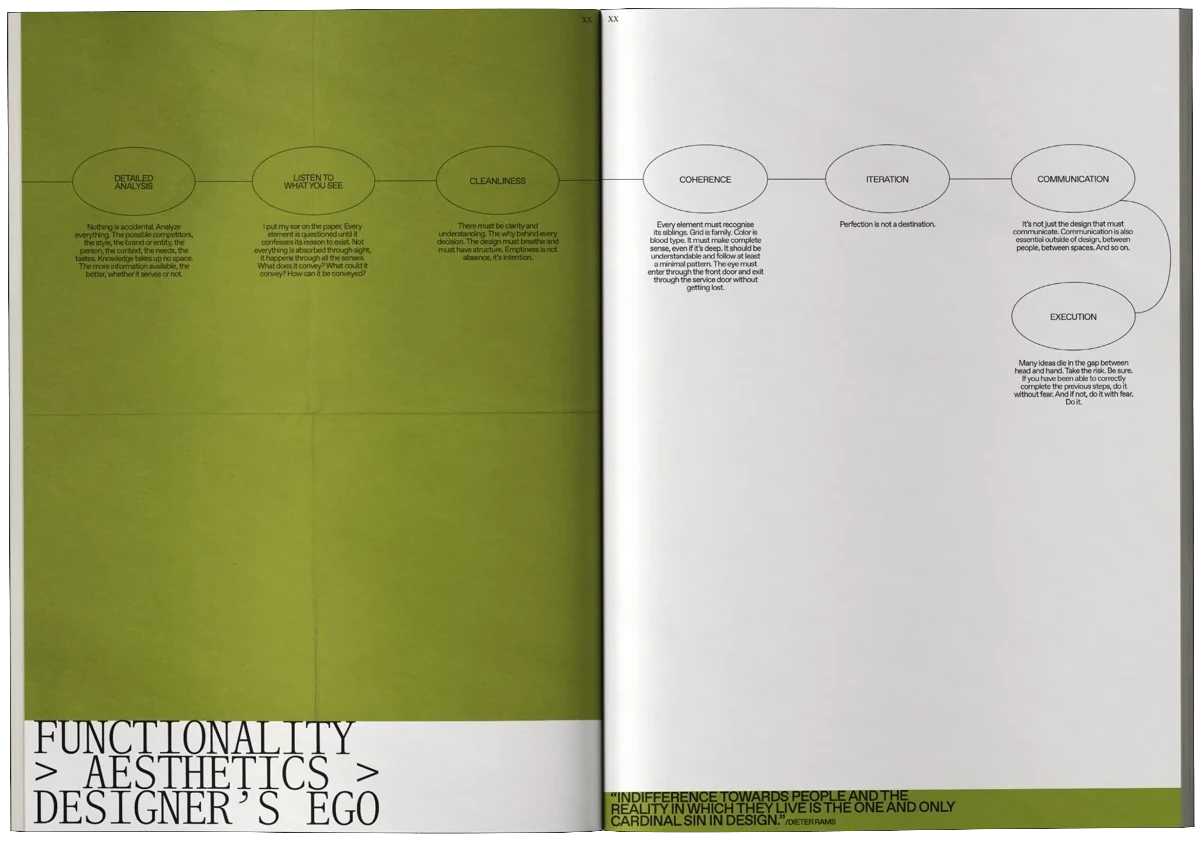 XX
DETAILED
ANALYSIS
Nothing is accidental. Analyze
everything. The possible competitors,
the style, the brand or entity, the
person, the context, the needs, the
tastes. Knowledge takes up no space.
The more information available, the
better, whether it serves or not.
LISTEN TO
WHAT YOU SEE
I put my ear on the paper. Every
element is questioned until it
confesses its reason to exist. Not
everything is absorbed through sight,
it happens through all the senses.
What does it convey? What could it
convey? How can it be conveyed?
CLEANLINESS
There must be clarity and
understanding. The why behind every
decision. The design must breathe and
must have structure. Emptiness is not
absence, it's intention.
FUNCTIONALITY
> AESTHETICS >
DESIGNER'S EGO
XX
COHERENCE
Every element must recognise
its siblings. Grid is family. Color is
blood type. It must make complete
sense, even if it's deep. It should be
understandable and follow at least
a minimal pattern. The eye must
enter through the front door and exit
through the service door without
getting lost.
ITERATION
Perfection is not a destination.
COMMUNICATION
It's not just the design that must
communicate. Communication is also
essential outside of design, between
people, between spaces. And so on.
EXECUTION
Many ideas die in the gap between
head and hand. Take the risk. Be sure.
If you have been able to correctly
complete the previous steps, do it
without fear. And if not, do it with fear.
Do it.
“INDIFFERENCE TOWARDS PEOPLE AND THE
REALITY IN WHICH THEY LIVE IS THE ONE AND ONLY
CARDINAL SIN IN DESIGN.” /DIETER RAMS